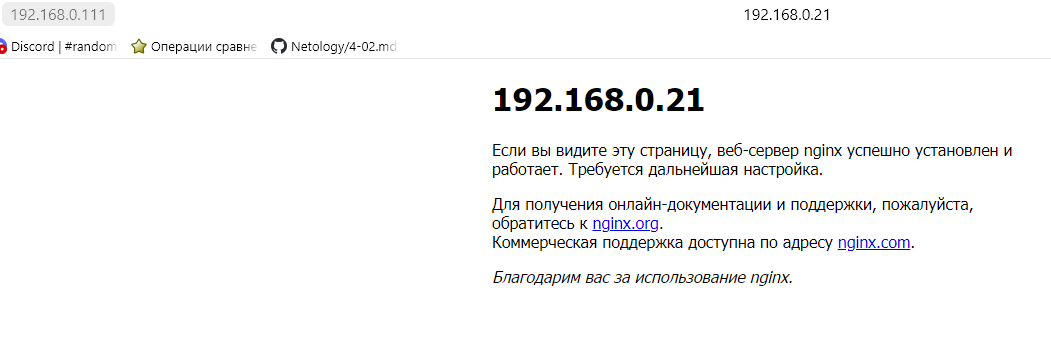 192.168.0.111 192.168.0.21
Discord | #random Операции сравне Netology/4-02.md
192.168.0.21
Если вы видите эту страницу, веб-сервер nginx успешно установлен и
работает. Требуется дальнейшая настройка.
Для получения онлайн-документации и поддержки, пожалуйста,
обратитесь к nginx.org.
Коммерческая поддержка доступна по адресу nginx.com.
Благодарим вас за использование nginx.